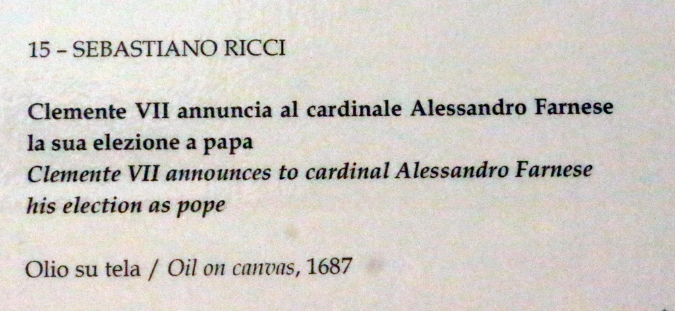 15 – SEBASTIANO RICCI
Clemente VII annuncia al cardinale Alessandro Farnese
la sua elezione a papa
Clemente VII announces to cardinal Alessandro Farnese
his election as pope
Olio su tela / Oil on canvas, 1687